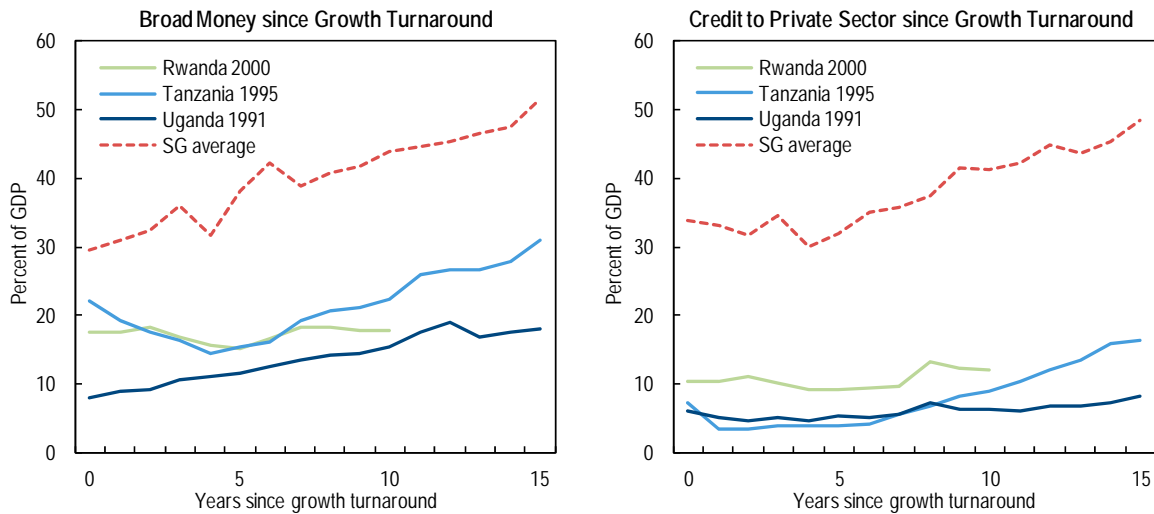 Broad Money since Growth Turnaround
60
50
40
30
20
10
0
Percent of GDP
Rwanda 2000
Tanzania 1995
Uganda 1991
SG average
0 5 10 15
Years since growth turnaround
Credit to Private Sector since Growth Turnaround
60
50
40
30
20
10
0
Percent of GDP
Rwanda 2000
Tanzania 1995
Uganda 1991
SG average
0 5 10 15
Years since growth turnaround